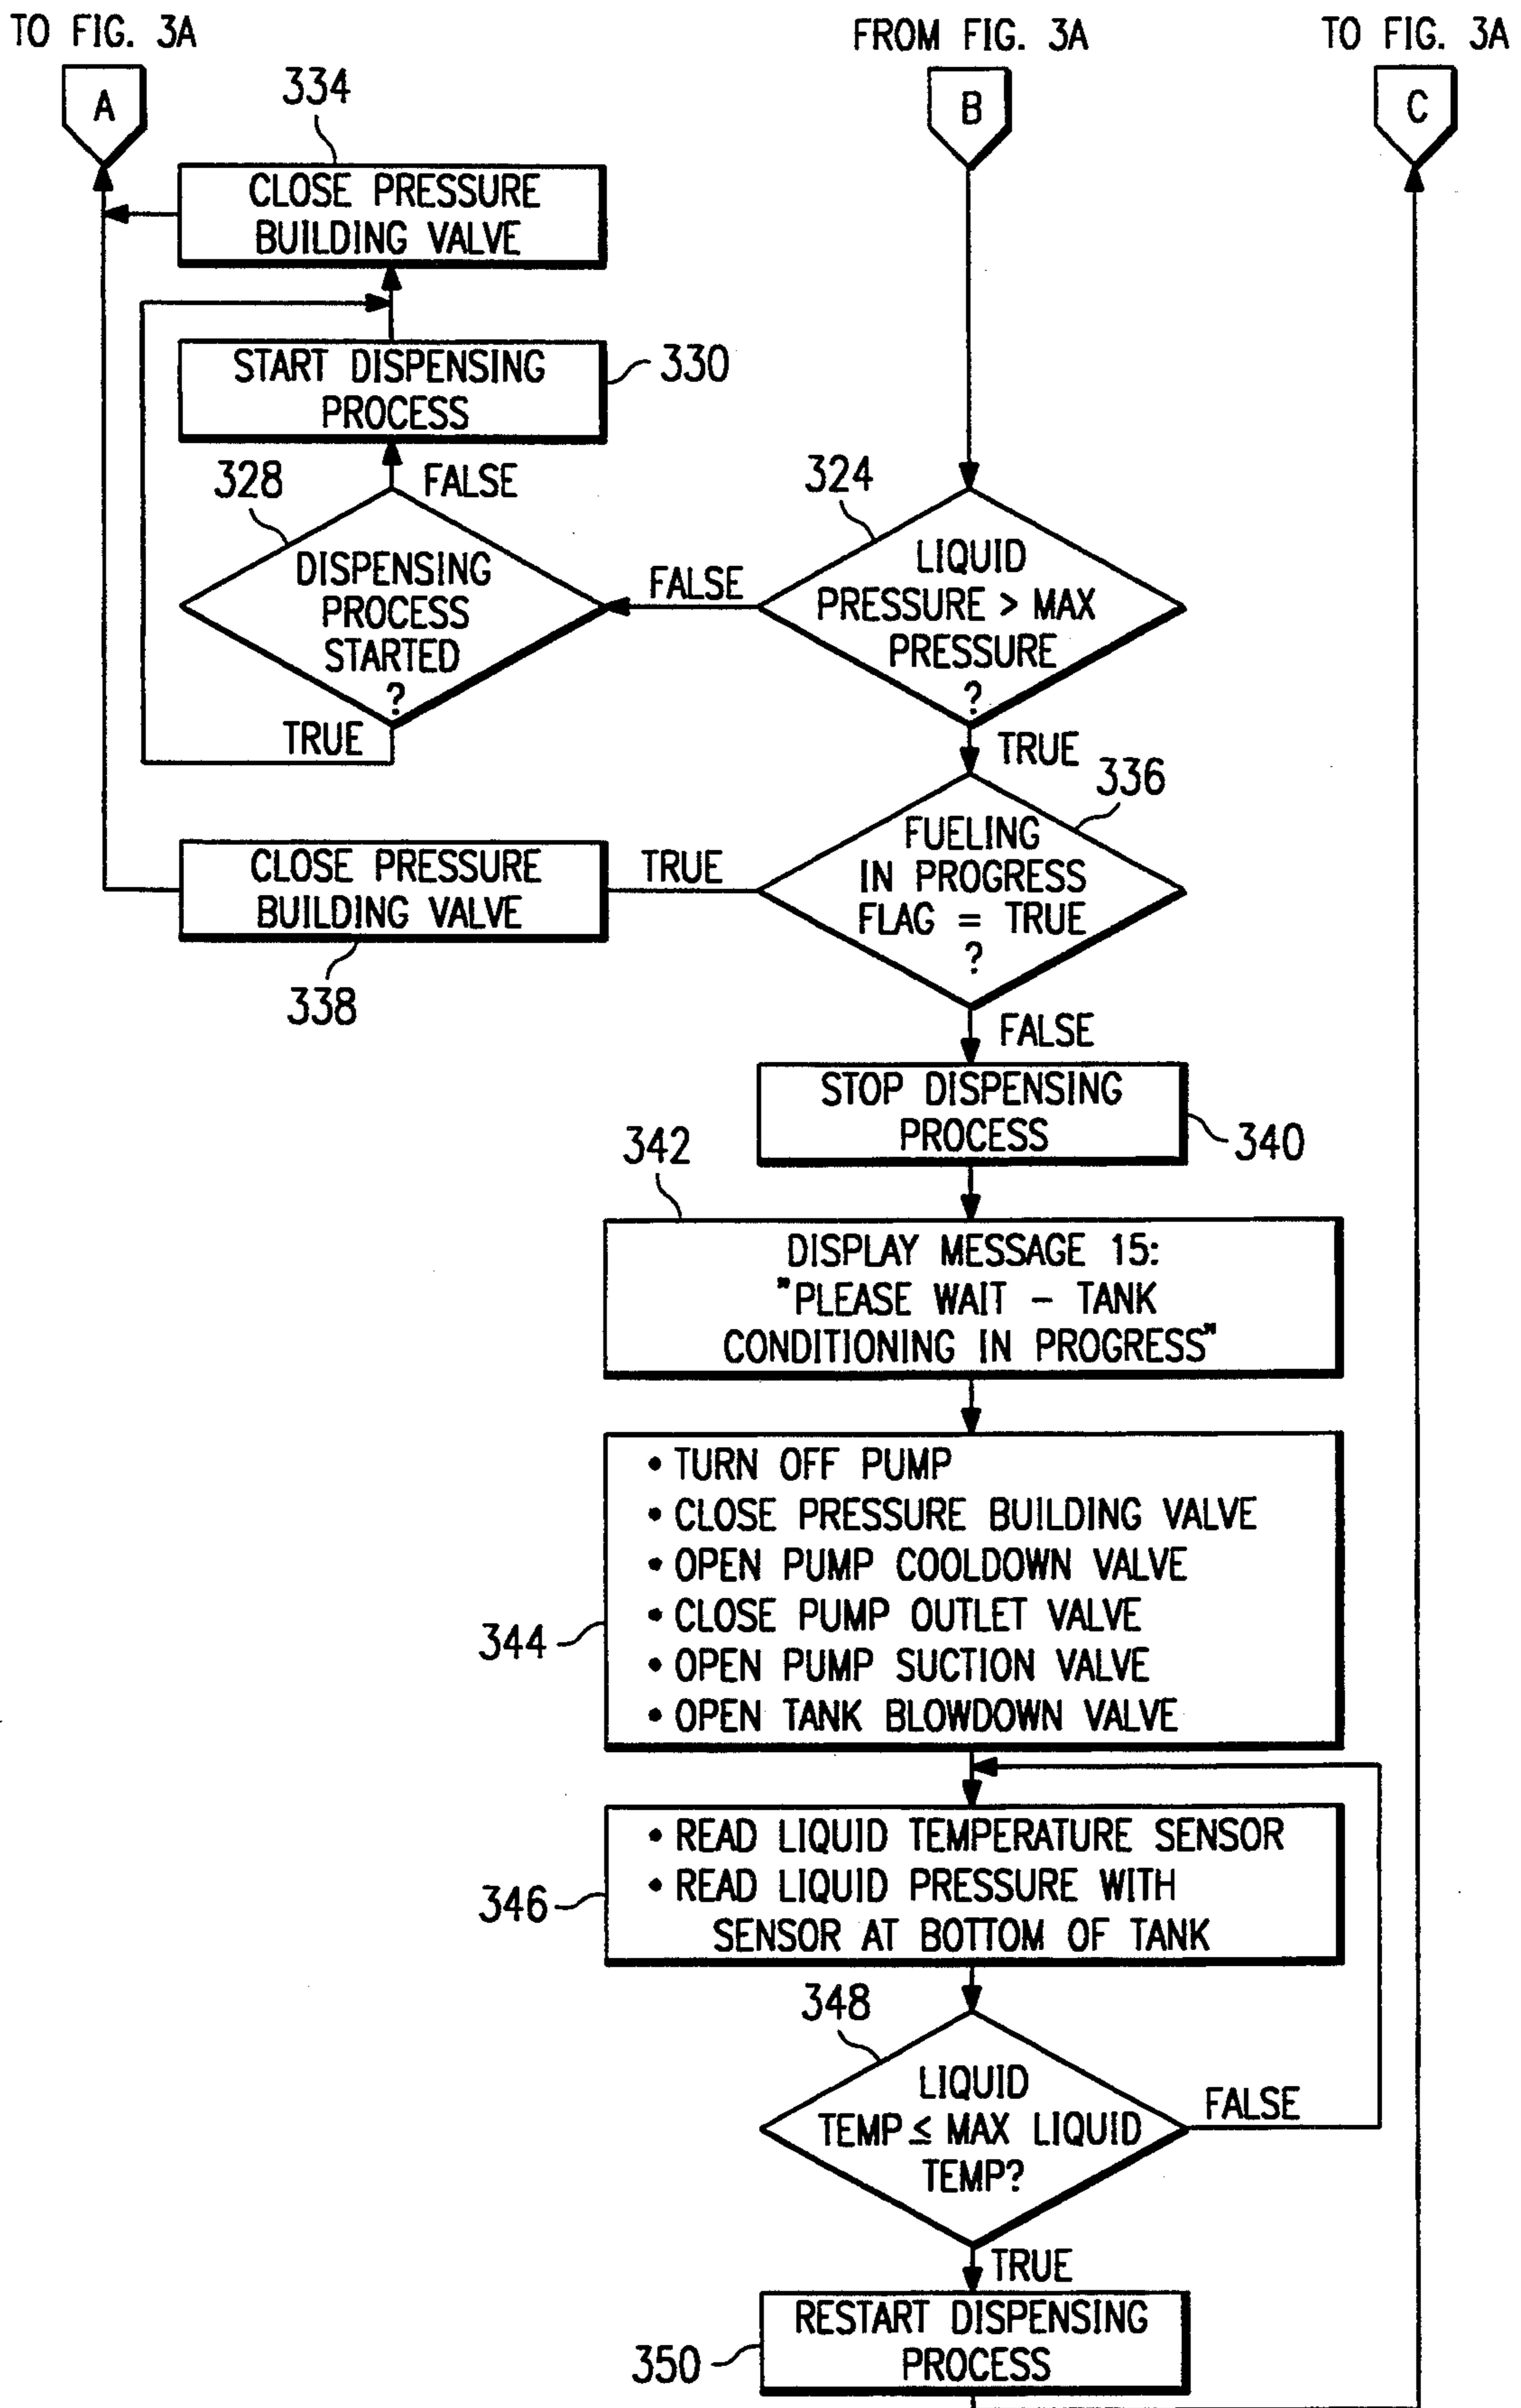 TO FIG. 3A
FROM FIG. 3A
TO FIG. 3A
A
B
C
334
CLOSE PRESSURE
BUILDING VALVE
START DISPENSING
PROCESS
330
328
FALSE
DISPENSING
PROCESS
STARTED
?
TRUE
FALSE
324
LIQUID
PRESSURE > MAX
PRESSURE
?
TRUE
336
FUELING
IN PROGRESS
FLAG = TRUE
?
TRUE
CLOSE PRESSURE
BUILDING VALVE
338
FALSE
STOP DISPENSING
PROCESS
340
342
DISPLAY MESSAGE 15:
"PLEASE WAIT - TANK
CONDITIONING IN PROGRESS"
• TURN OFF PUMP
• CLOSE PRESSURE BUILDING VALVE
• OPEN PUMP COOLDOWN VALVE
• CLOSE PUMP OUTLET VALVE
• OPEN PUMP SUCTION VALVE
• OPEN TANK BLOWDOWN VALVE
344
• READ LIQUID TEMPERATURE SENSOR
• READ LIQUID PRESSURE WITH
SENSOR AT BOTTOM OF TANK
346
348
LIQUID
TEMP ≤ MAX LIQUID
TEMP?
FALSE
TRUE
RESTART DISPENSING
PROCESS
350